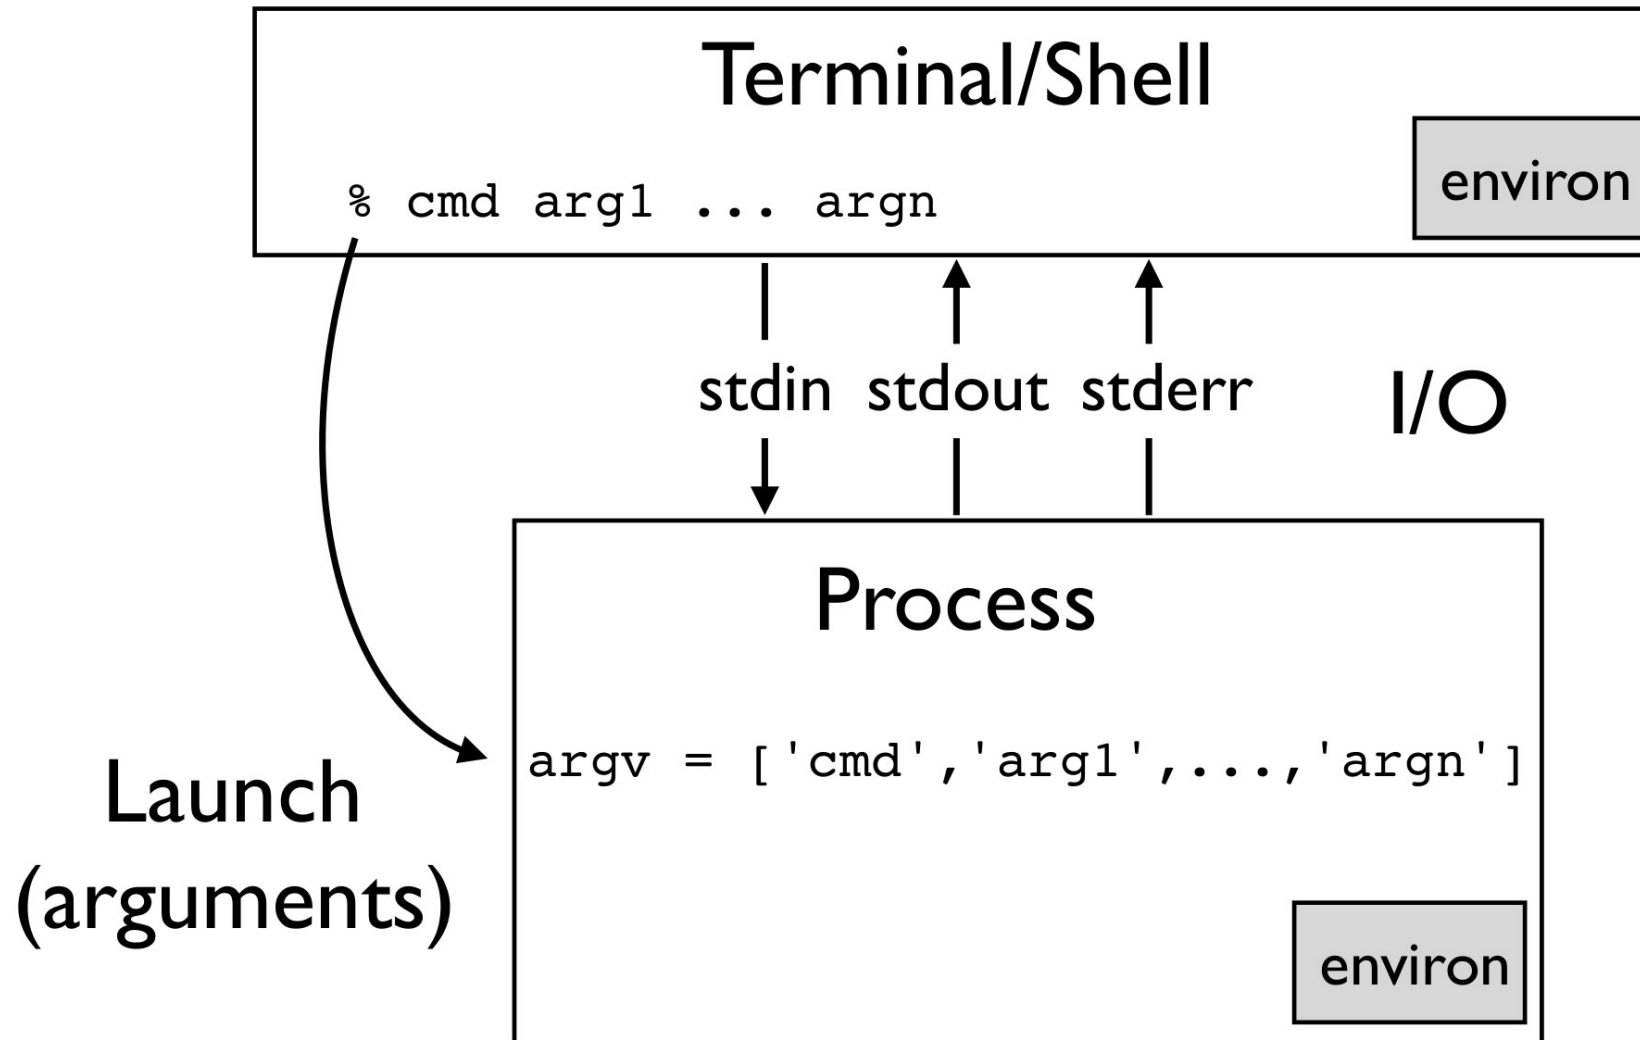 Terminal/Shell
environ
% cmd arg1 ... argn
stdin stdout stderr
I/O
Process
argv = ['cmd','arg1',...,'argn']
Launch
(arguments)
environ